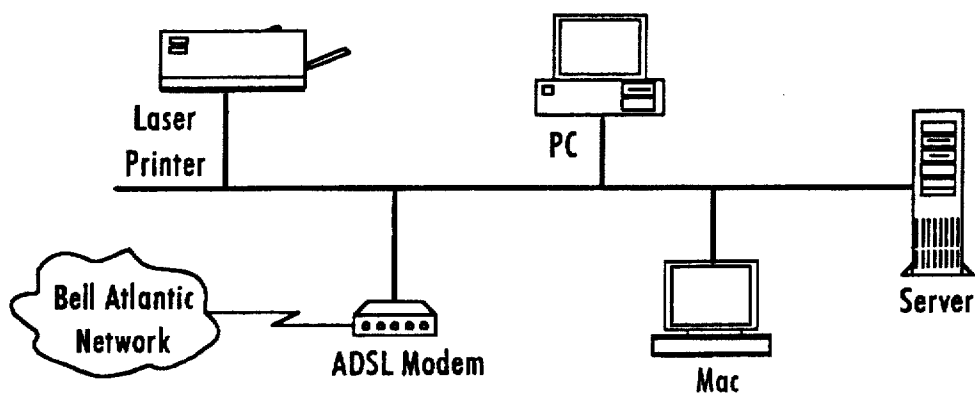 Laser
Printer
PC
Bell Atlantic
Network
ADSL Modem
Mac
Server